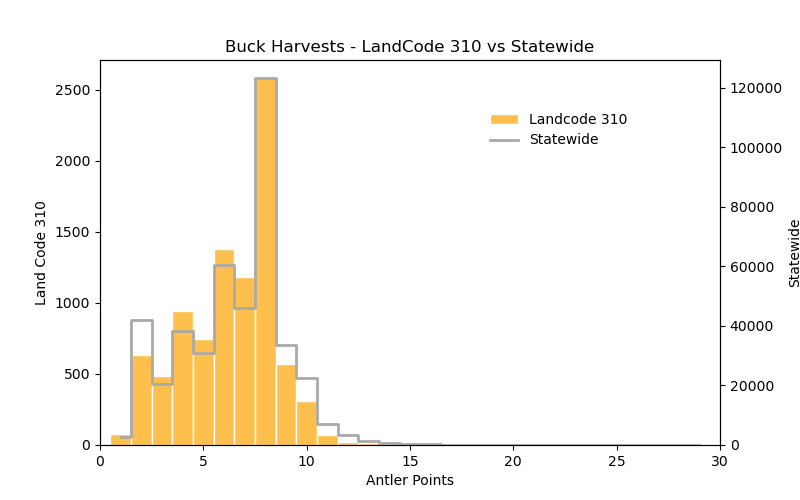 Buck Harvests - LandCode 310 vs Statewide
2500
2000
1500
1000
500
0
Land Code 310
120000
100000
80000
60000
40000
20000
0
Statewide
Landcode 310
Statewide
0 5 10 15 20 25 30
Antler Points